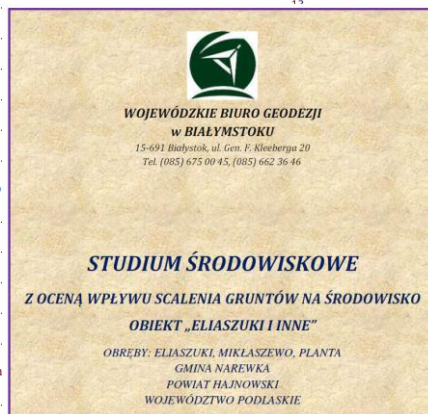 WOJEWÓDZKIE BIURO GEODEZJI
w BIAŁYMSTOKU
15-691 Białystok, ul. Gen. F. Kleeberga 20
Tel. (085) 675 00 45, (085) 662 36 46
STUDIUM ŚRODOWISKOWE
Z OCENĄ WPŁYWU SCALENIA GRUNTÓW NA ŚRODOWISKO
OBIEKT „ELIASZUKI I INNE”
OBRĘBY: ELIASZUKI, MIKŁASZEWO, PLANTA
GMINA NAREWKA
POWIAT HAJNOWSKI
WOJEWÓDZTWO PODLASKIE